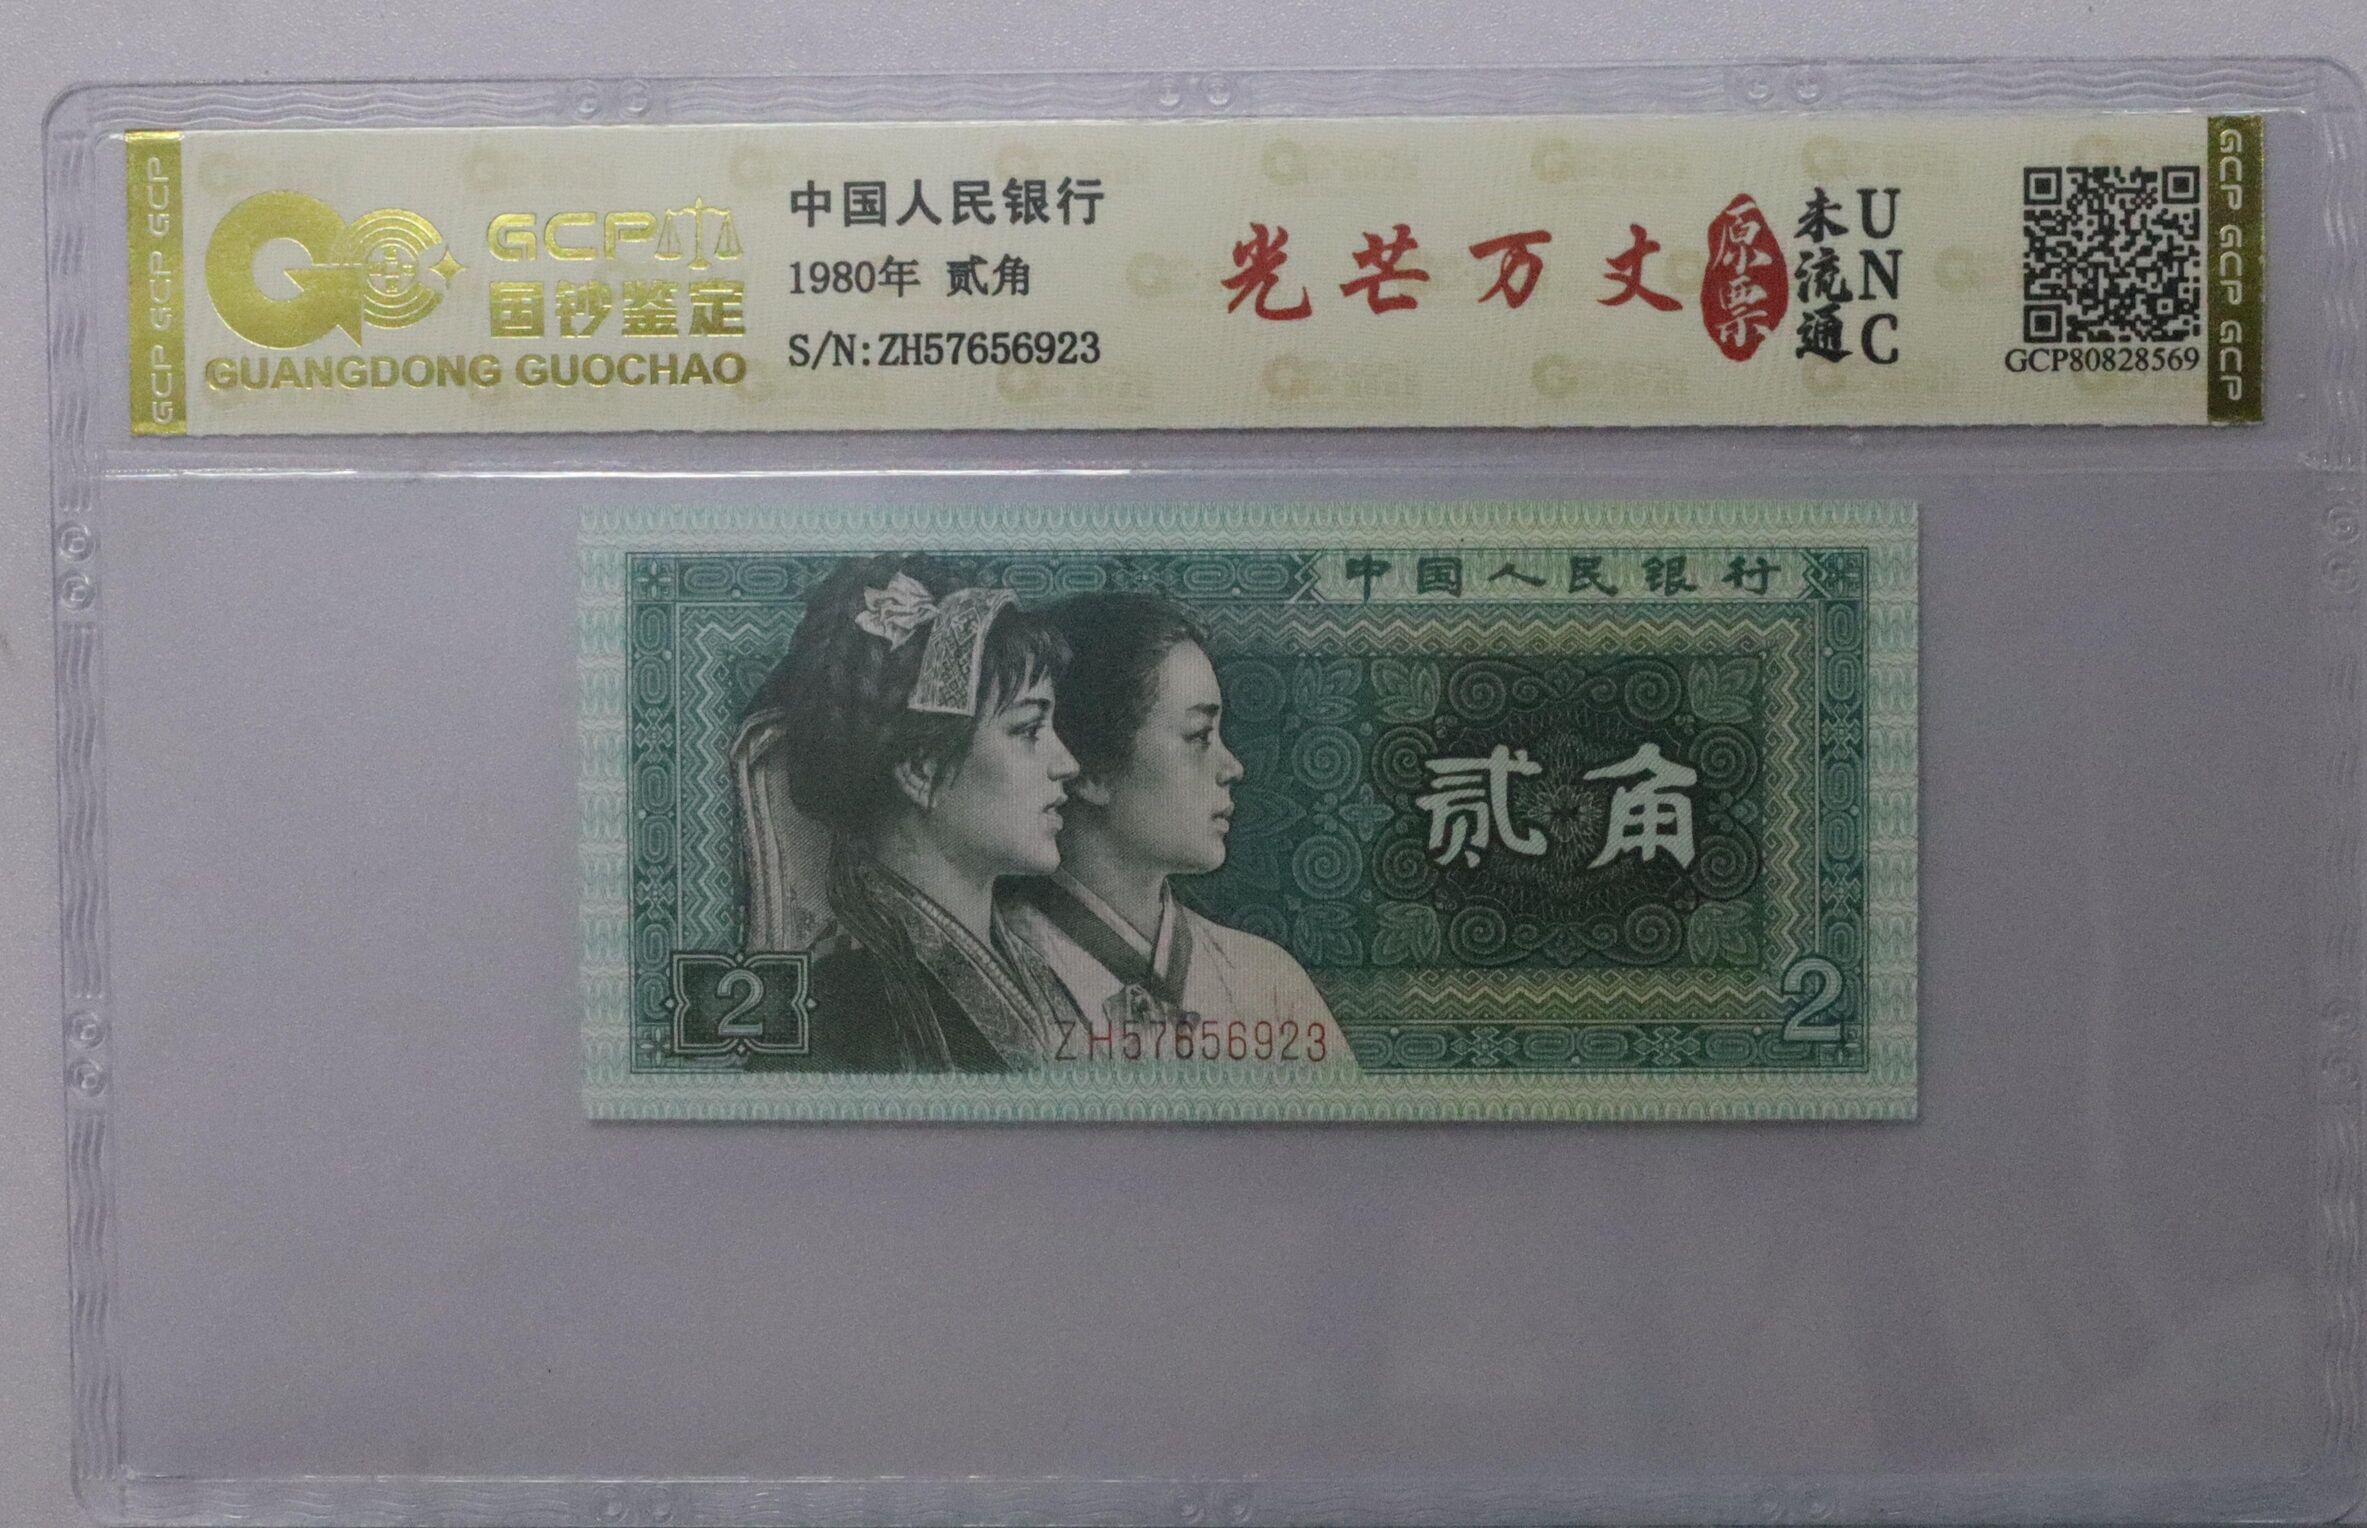 GCP GCP GCP
GCP
国钞鉴定
GUANGDONG GUOCHAO
中国人民银行
1980年 贰角
S/N:ZH57656923
光芒万丈
原票
未流通
UNC
GCP80828569
GCP GCP GCP
中国人民银行
贰角
2
2
ZH57656923